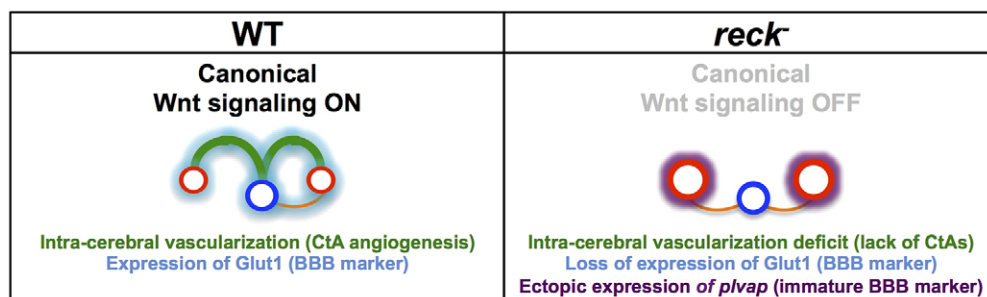 WT
Canonical
Wnt signaling ON
Intra-cerebral vascularization (CtA angiogenesis)
Expression of Glut1 (BBB marker)
reck-
Canonical
Wnt signaling OFF
Intra-cerebral vascularization deficit (lack of CtAs)
Loss of expression of Glut1 (BBB marker)
Ectopic expression of plvap (immature BBB marker)